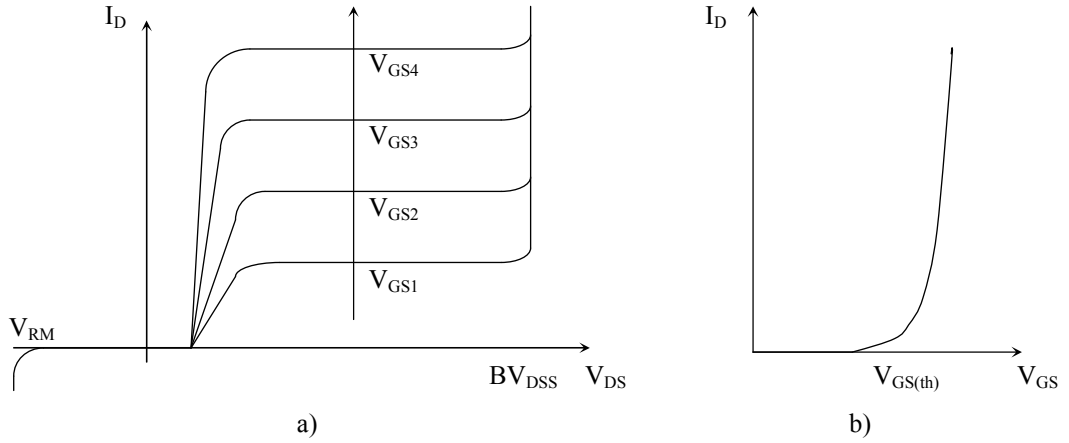 I_D
V_GS4
V_GS3
V_GS2
V_GS1
V_RM
BV_DSS V_DS
a)
I_D
V_GS(th) V_GS
b)